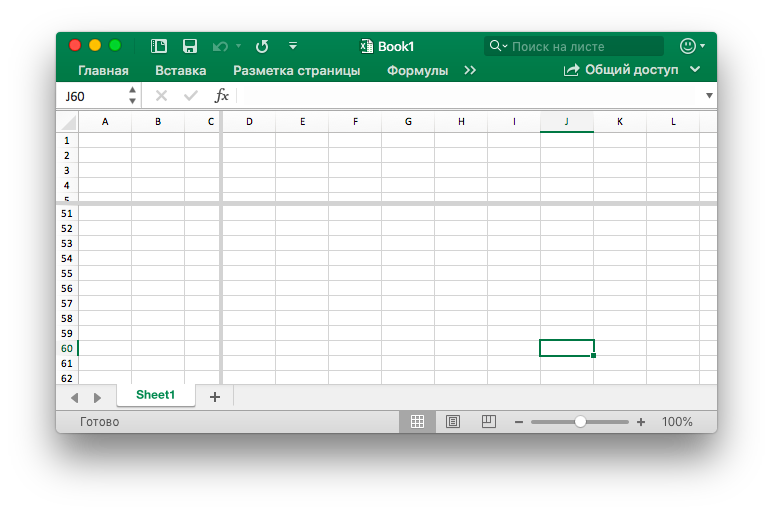 Book1
Поиск на листе
Главная Вставка Разметка страницы Формулы >> Общий доступ
J60 fx
A B C D E F G H I J K L
1
2
3
4
5
51
52
53
54
55
56
57
58
59
60
61
62
Sheet1 +
Готово 100%